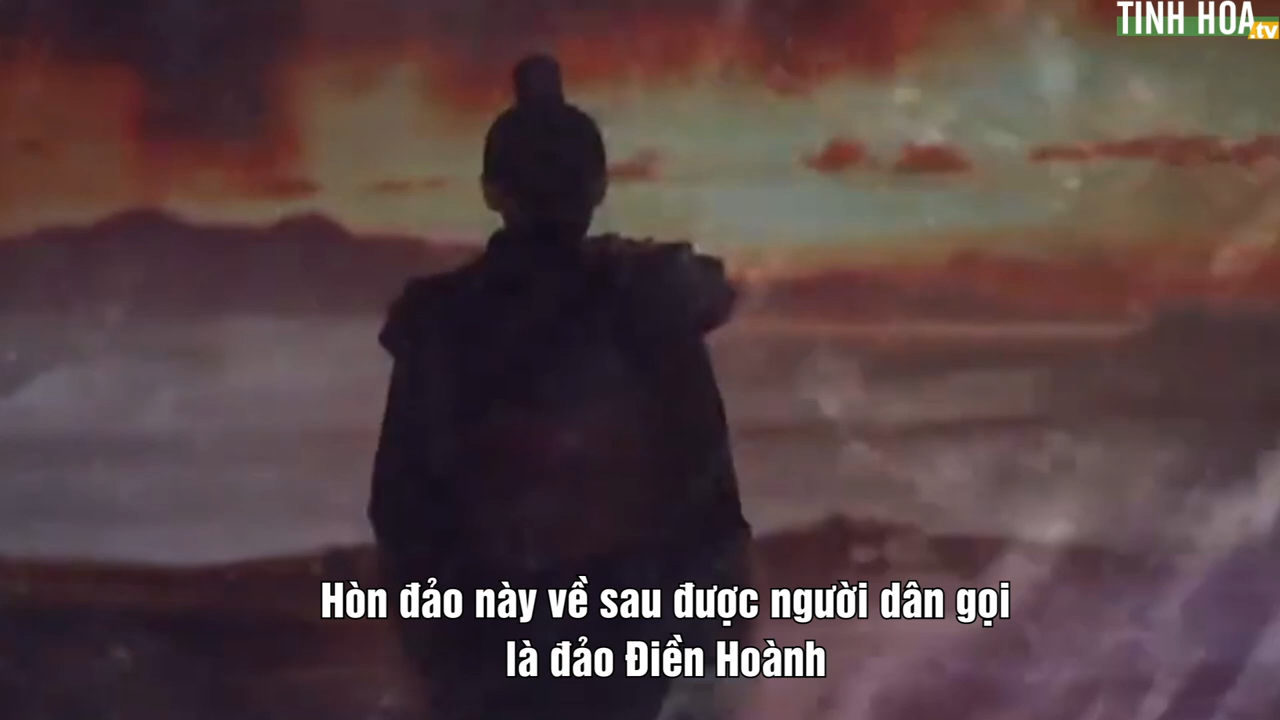 TINH HOA
.tv
Hòn đảo này về sau được người dân gọi
là đảo Điền Hoành